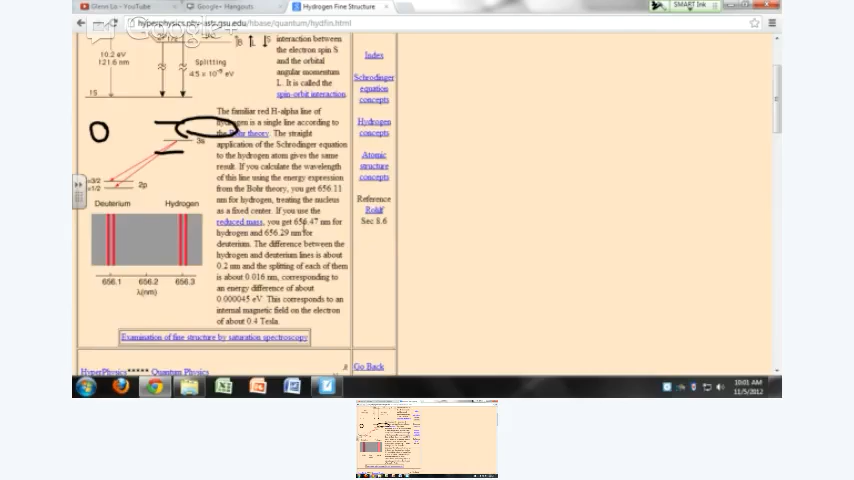 Glenn Lo - YouTube
Google+ Hangouts
Hydrogen Fine Structure
SMART Ink
hyperphysics.phy-astr.gsu.edu/hbase/quantum/hydfin.html
Google+
B L S
10.2 eV
121.6 nm
Splitting
4.5 x 10
eV
1S
interaction between
the electron spin S
and the orbital
angular momentum
L. It is called the
spin-orbit interaction.
The familiar red H-alpha line of
hydrogen is a single line according to
the Bohr theory. The straight
application of the Schrodinger equation
to the hydrogen atom gives the same
result. If you calculate the wavelength
of this line using the energy expression
from the Bohr theory, you get 656.11
nm for hydrogen, treating the nucleus
as a fixed center. If you use the
reduced mass, you get 656.47 nm for
hydrogen and 656.29 nm for
deuterium. The difference between the
hydrogen and deuterium lines is about
0.2 nm and the splitting of each of them
is about 0.016 nm, corresponding to
an energy difference of about
0.000045 eV. This corresponds to an
internal magnetic field on the electron
of about 0.4 Tesla.
3s
=3/2
=1/2
2p
Deuterium
Hydrogen
656.1 656.2 656.3
λ(nm)
Examination of fine structure by saturation spectroscopy
Index
Schrodinger
equation
concepts
Hydrogen
concepts
Atomic
structure
concepts
Reference
Rohlf
Sec 8.6
HyperPhysics***** Quantum Physics
R
Go Back
10:01 AM
11/5/2012